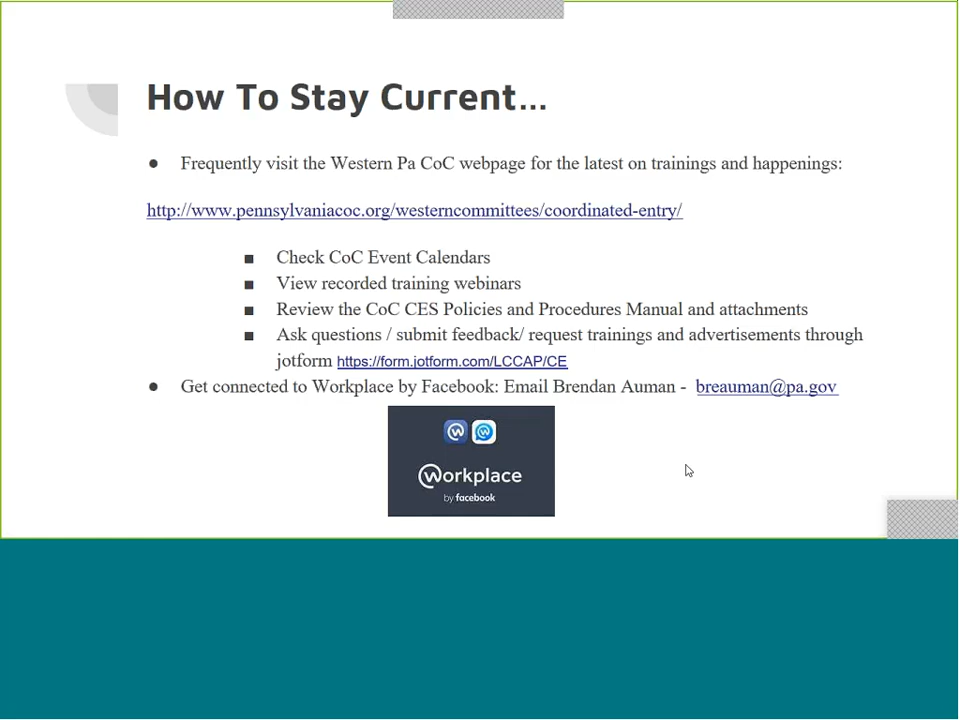 How To Stay Current...
● Frequently visit the Western Pa CoC webpage for the latest on trainings and happenings:
http://www.pennsylvaniacoc.org/westerncommittees/coordinated-entry/
■ Check CoC Event Calendars
■ View recorded training webinars
■ Review the CoC CES Policies and Procedures Manual and attachments
■ Ask questions / submit feedback/ request trainings and advertisements through
jotform https://form.jotform.com/LCCAP/CE
● Get connected to Workplace by Facebook: Email Brendan Auman - breauman@pa.gov
Workplace
by facebook